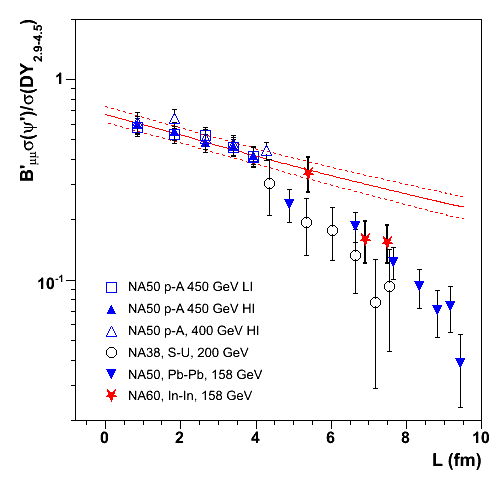 B'μμσ(ψ')/σ(DY2.9-4.5)
1
10-1
NA50 p-A 450 GeV LI
NA50 p-A 450 GeV HI
NA50 p-A, 400 GeV HI
NA38, S-U, 200 GeV
NA50, Pb-Pb, 158 GeV
NA60, In-In, 158 GeV
0 2 4 6 8 10
L (fm)